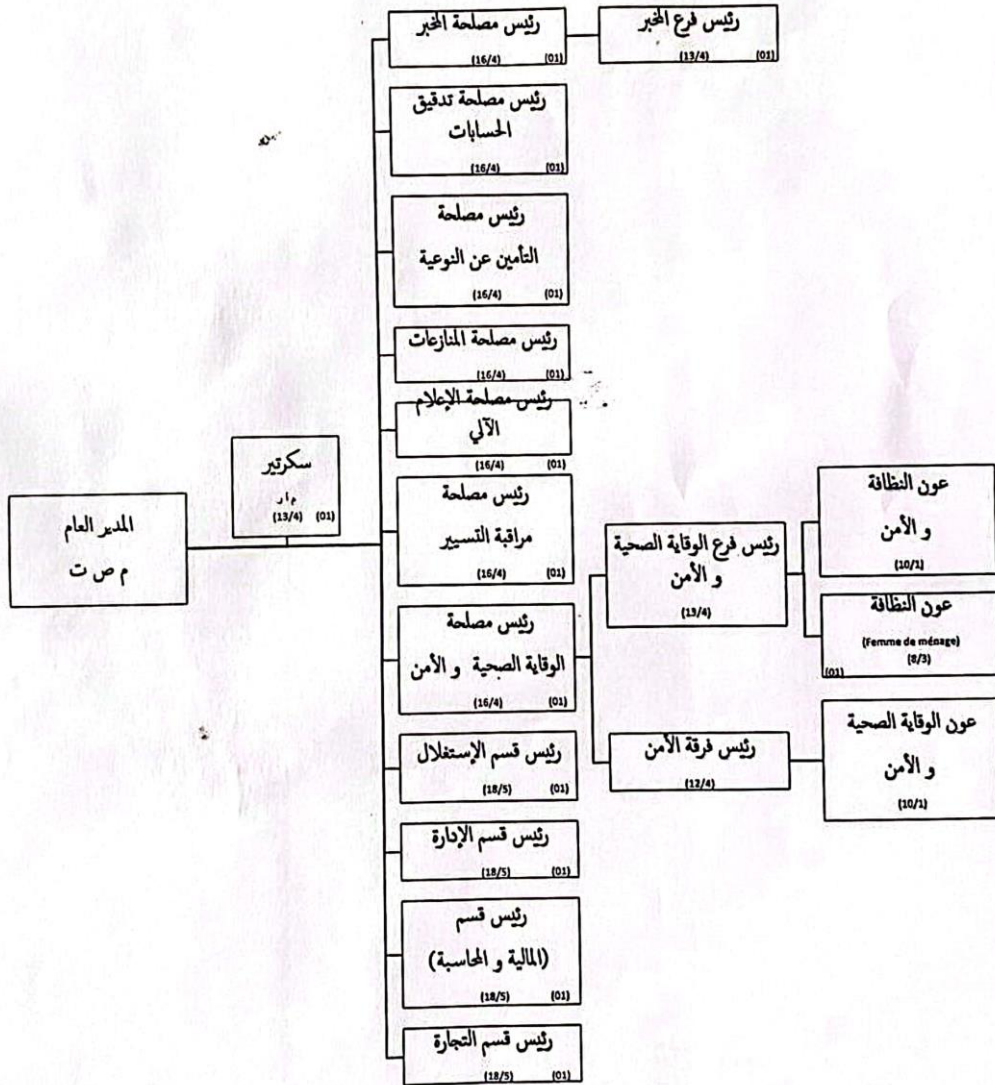 رئيس مصلحة المخبر
(16/4) (01)
رئيس فرع المخبر
(13/4) (01)
رئيس مصلحة تدقيق
الحسابات
(16/4) (01)
رئيس مصلحة
التأمين عن النوعية
(16/4) (01)
رئيس مصلحة المنازعات
(16/4) (01)
رئيس مصلحة الإعلام
الآلي
(16/4) (01)
سكرتير
(13/4) (01)
المدير العام
م ص ت
رئيس مصلحة
مراقبة التسيير
(16/4) (01)
رئيس مصلحة
الوقاية الصحية و الأمن
(16/4) (01)
رئيس فرع الوقاية الصحية
و الأمن
(13/4)
عون النظافة
و الأمن
(10/1)
عون النظافة
(Femme de ménage)
(8/3)
(01)
رئيس فرقة الأمن
(12/4)
عون الوقاية الصحية
و الأمن
(10/1)
رئيس قسم الإستغلال
(18/5) (01)
رئيس قسم الإدارة
(18/5) (01)
رئيس قسم
(المالية و المحاسبة)
(18/5) (01)
رئيس قسم التجارة
(18/5) (01)